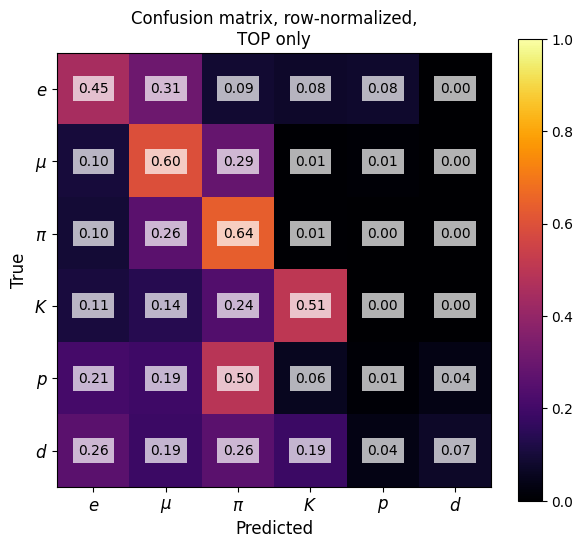 Confusion matrix, row-normalized,
TOP only
True
e 0.45 0.31 0.09 0.08 0.08 0.00
μ 0.10 0.60 0.29 0.01 0.01 0.00
π 0.10 0.26 0.64 0.01 0.00 0.00
K 0.11 0.14 0.24 0.51 0.00 0.00
p 0.21 0.19 0.50 0.06 0.01 0.04
d 0.26 0.19 0.26 0.19 0.04 0.07
e μ π K p d
Predicted
1.0
0.8
0.6
0.4
0.2
0.0